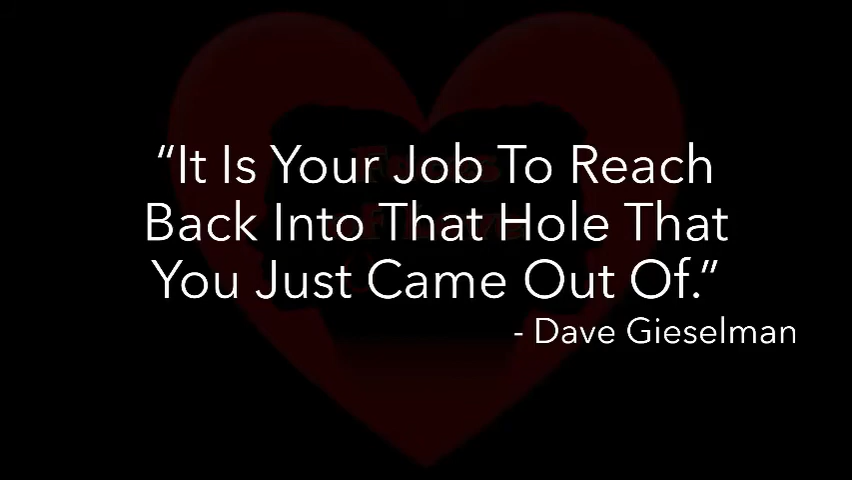 “It Is Your Job To Reach
Back Into That Hole That
You Just Came Out Of.”
- Dave Gieselman